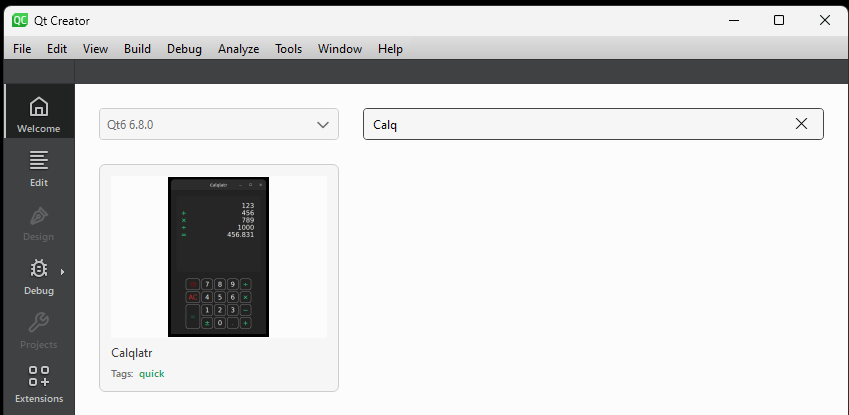 QC Qt Creator
File Edit View Build Debug Analyze Tools Window Help
Welcome
Edit
Design
Debug
Projects
Extensions
Qt6 6.8.0
Calq
Calqlatr
123
+ 456
× 789
÷ 1000
= 456.831
7 8 9 ÷
AC 4 5 6 ×
1 2 3 −
± 0 . +
Calqlatr
Tags: quick